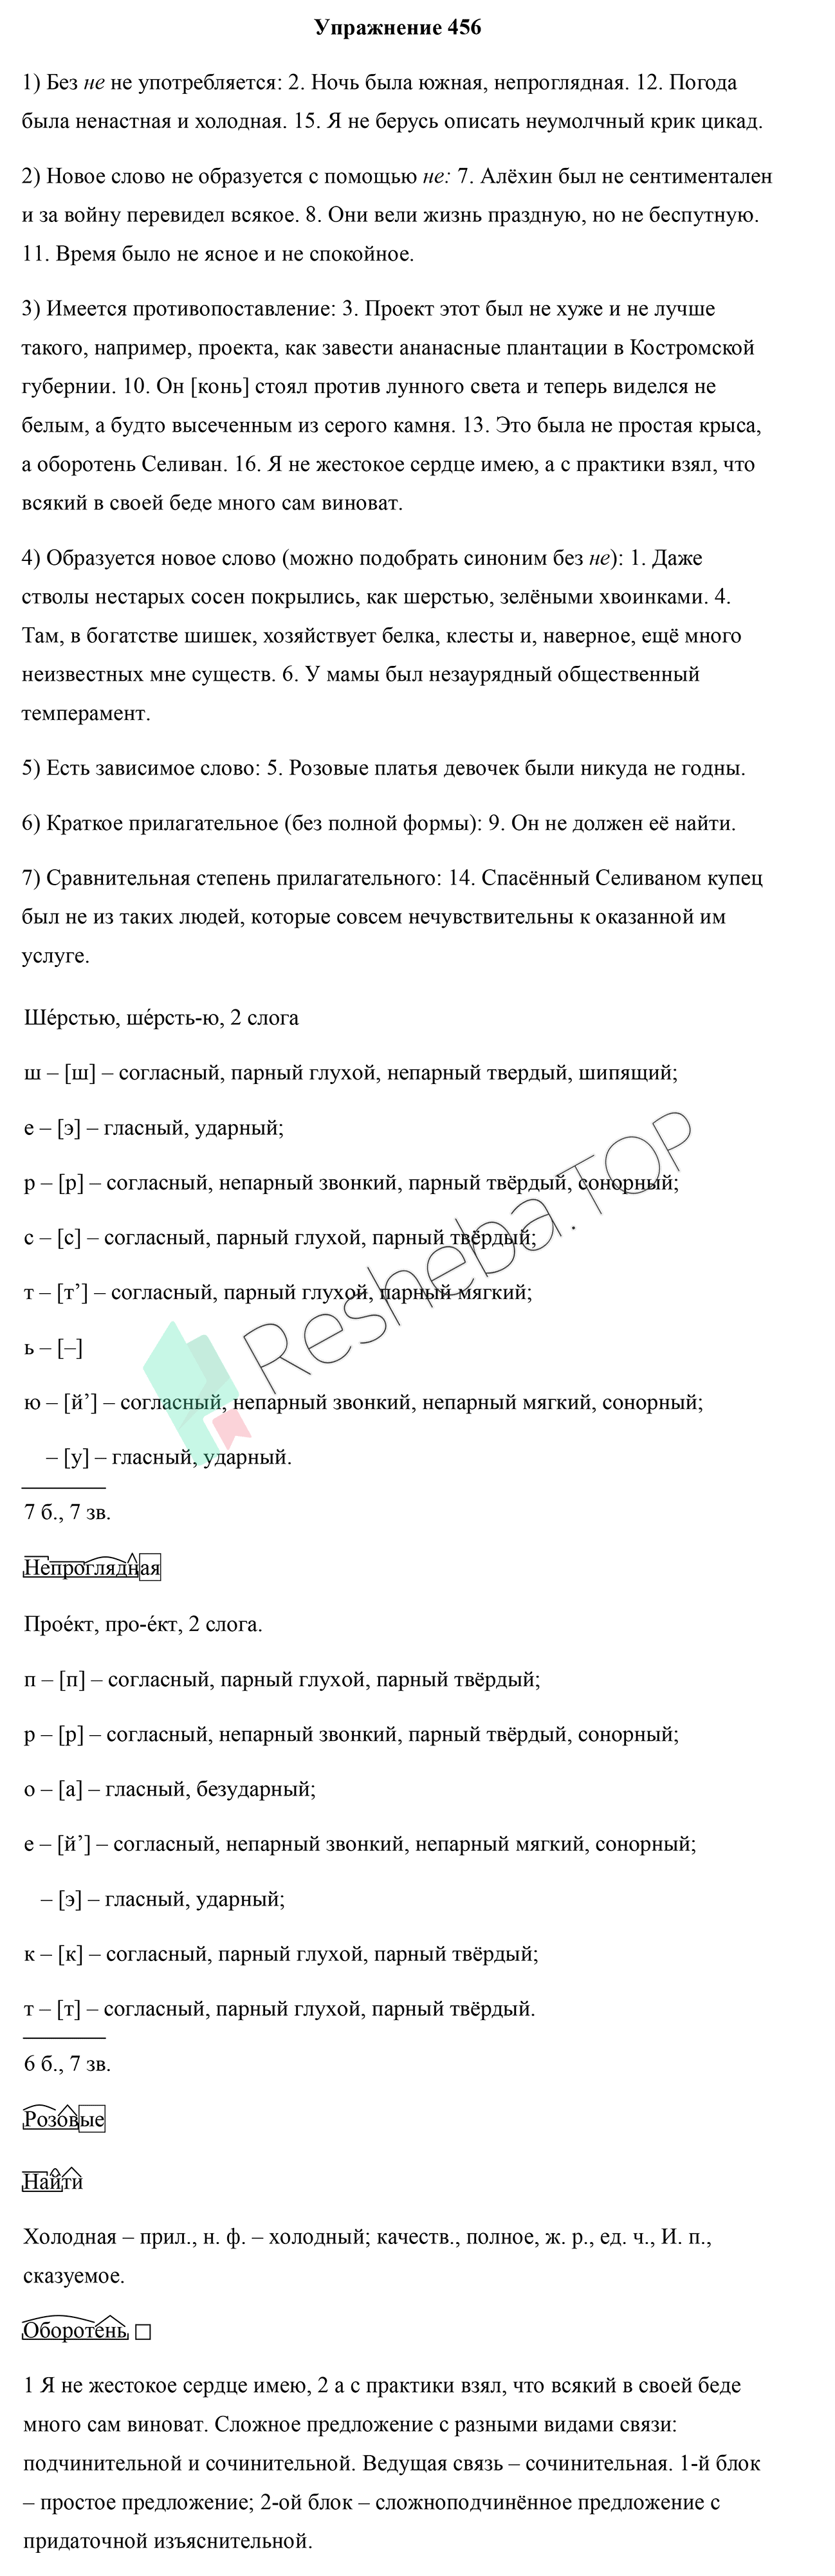 Упражнение 456
1) Без не не употребляется: 2. Ночь была южная, непроглядная. 12. Погода
была ненастная и холодная. 15. Я не берусь описать неумолчный крик цикад.
2) Новое слово не образуется с помощью не: 7. Алёхин был не сентиментален
и за войну перевидел всякое. 8. Они вели жизнь праздную, но не беспутную.
11. Время было не ясное и не спокойное.
3) Имеется противопоставление: 3. Проект этот был не хуже и не лучше
такого, например, проекта, как завести ананасные плантации в Костромской
губернии. 10. Он [конь] стоял против лунного света и теперь виделся не
белым, а будто высеченным из серого камня. 13. Это была не простая крыса,
а оборотень Селиван. 16. Я не жестокое сердце имею, а с практики взял, что
всякий в своей беде много сам виноват.
4) Образуется новое слово (можно подобрать синоним без не): 1. Даже
стволы нестарых сосен покрылись, как шерстью, зелёными хвоинками. 4.
Там, в богатстве шишек, хозяйствует белка, клесты и, наверное, ещё много
неизвестных мне существ. 6. У мамы был незаурядный общественный
темперамент.
5) Есть зависимое слово: 5. Розовые платья девочек были никуда не годны.
6) Краткое прилагательное (без полной формы): 9. Он не должен её найти.
7) Сравнительная степень прилагательного: 14. Спасённый Селиваном купец
был не из таких людей, которые совсем нечувствительны к оказанной им
услуге.
Ше́рстью, ше́рсть-ю, 2 слога
ш – [ш] – согласный, парный глухой, непарный твердый, шипящий;
е – [э] – гласный, ударный;
р – [р] – согласный, непарный звонкий, парный твёрдый, сонорный;
с – [с] – согласный, парный глухой, парный твёрдый;
т – [т’] – согласный, парный глухой, парный мягкий;
ь – [–]
ю – [й’] – согласный, непарный звонкий, непарный мягкий, сонорный;
– [у] – гласный, ударный.
7 б., 7 зв.
Непроглядная
Прое́кт, про-е́кт, 2 слога.
п – [п] – согласный, парный глухой, парный твёрдый;
р – [р] – согласный, непарный звонкий, парный твёрдый, сонорный;
о – [а] – гласный, безударный;
е – [й’] – согласный, непарный звонкий, непарный мягкий, сонорный;
– [э] – гласный, ударный;
к – [к] – согласный, парный глухой, парный твёрдый;
т – [т] – согласный, парный глухой, парный твёрдый.
6 б., 7 зв.
Розовые
Найти
Холодная – прил., н. ф. – холодный; качеств., полное, ж. р., ед. ч., И. п.,
сказуемое.
Оборотень
1 Я не жестокое сердце имею, 2 а с практики взял, что всякий в своей беде
много сам виноват. Сложное предложение с разными видами связи:
подчинительной и сочинительной. Ведущая связь – сочинительная. 1-й блок
– простое предложение; 2-ой блок – сложноподчинённое предложение с
придаточной изъяснительной.
Resheba.TOP